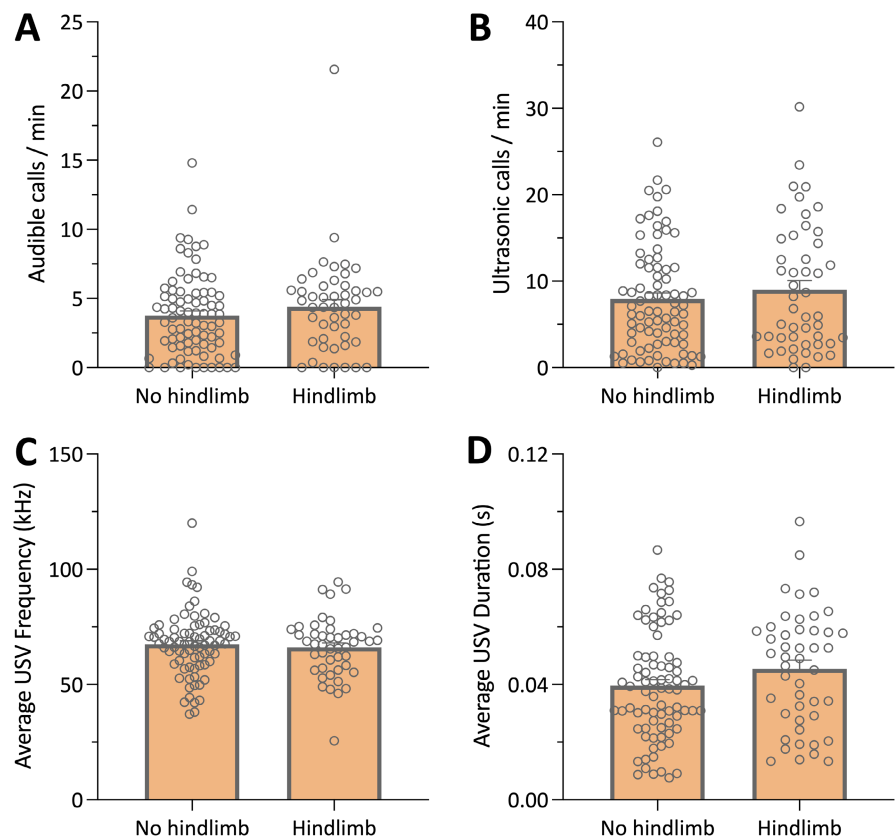 A
Audible calls / min
25
20
15
10
5
0
No hindlimb
Hindlimb
B
Ultrasonic calls / min
40
30
20
10
0
No hindlimb
Hindlimb
C
Average USV Frequency (kHz)
150
100
50
0
No hindlimb
Hindlimb
D
Average USV Duration (s)
0.12
0.08
0.04
0.00
No hindlimb
Hindlimb